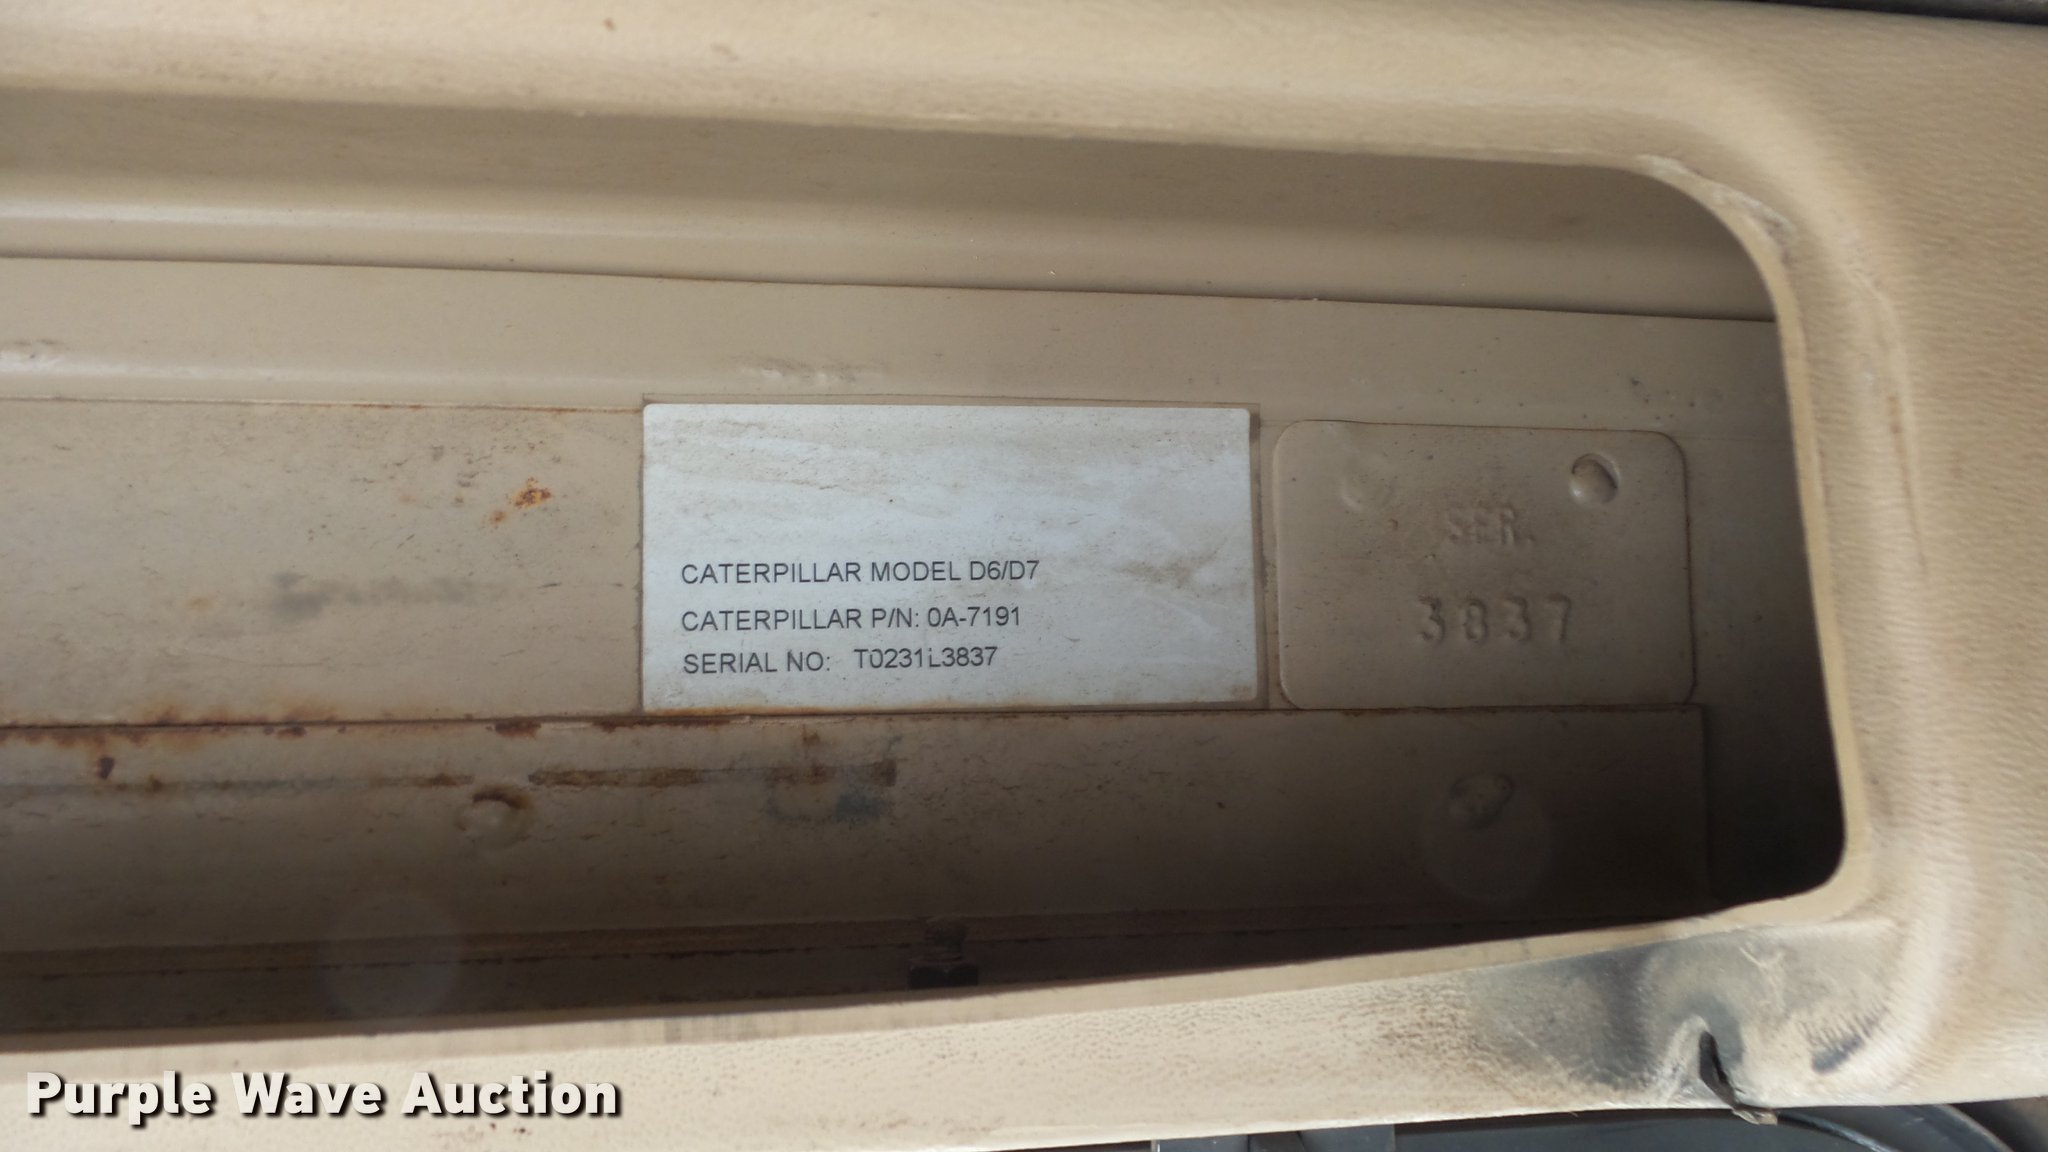 CATERPILLAR MODEL D6/D7
CATERPILLAR P/N: 0A-7191
SERIAL NO: T0231L3837
SER.
3837
Purple Wave Auction